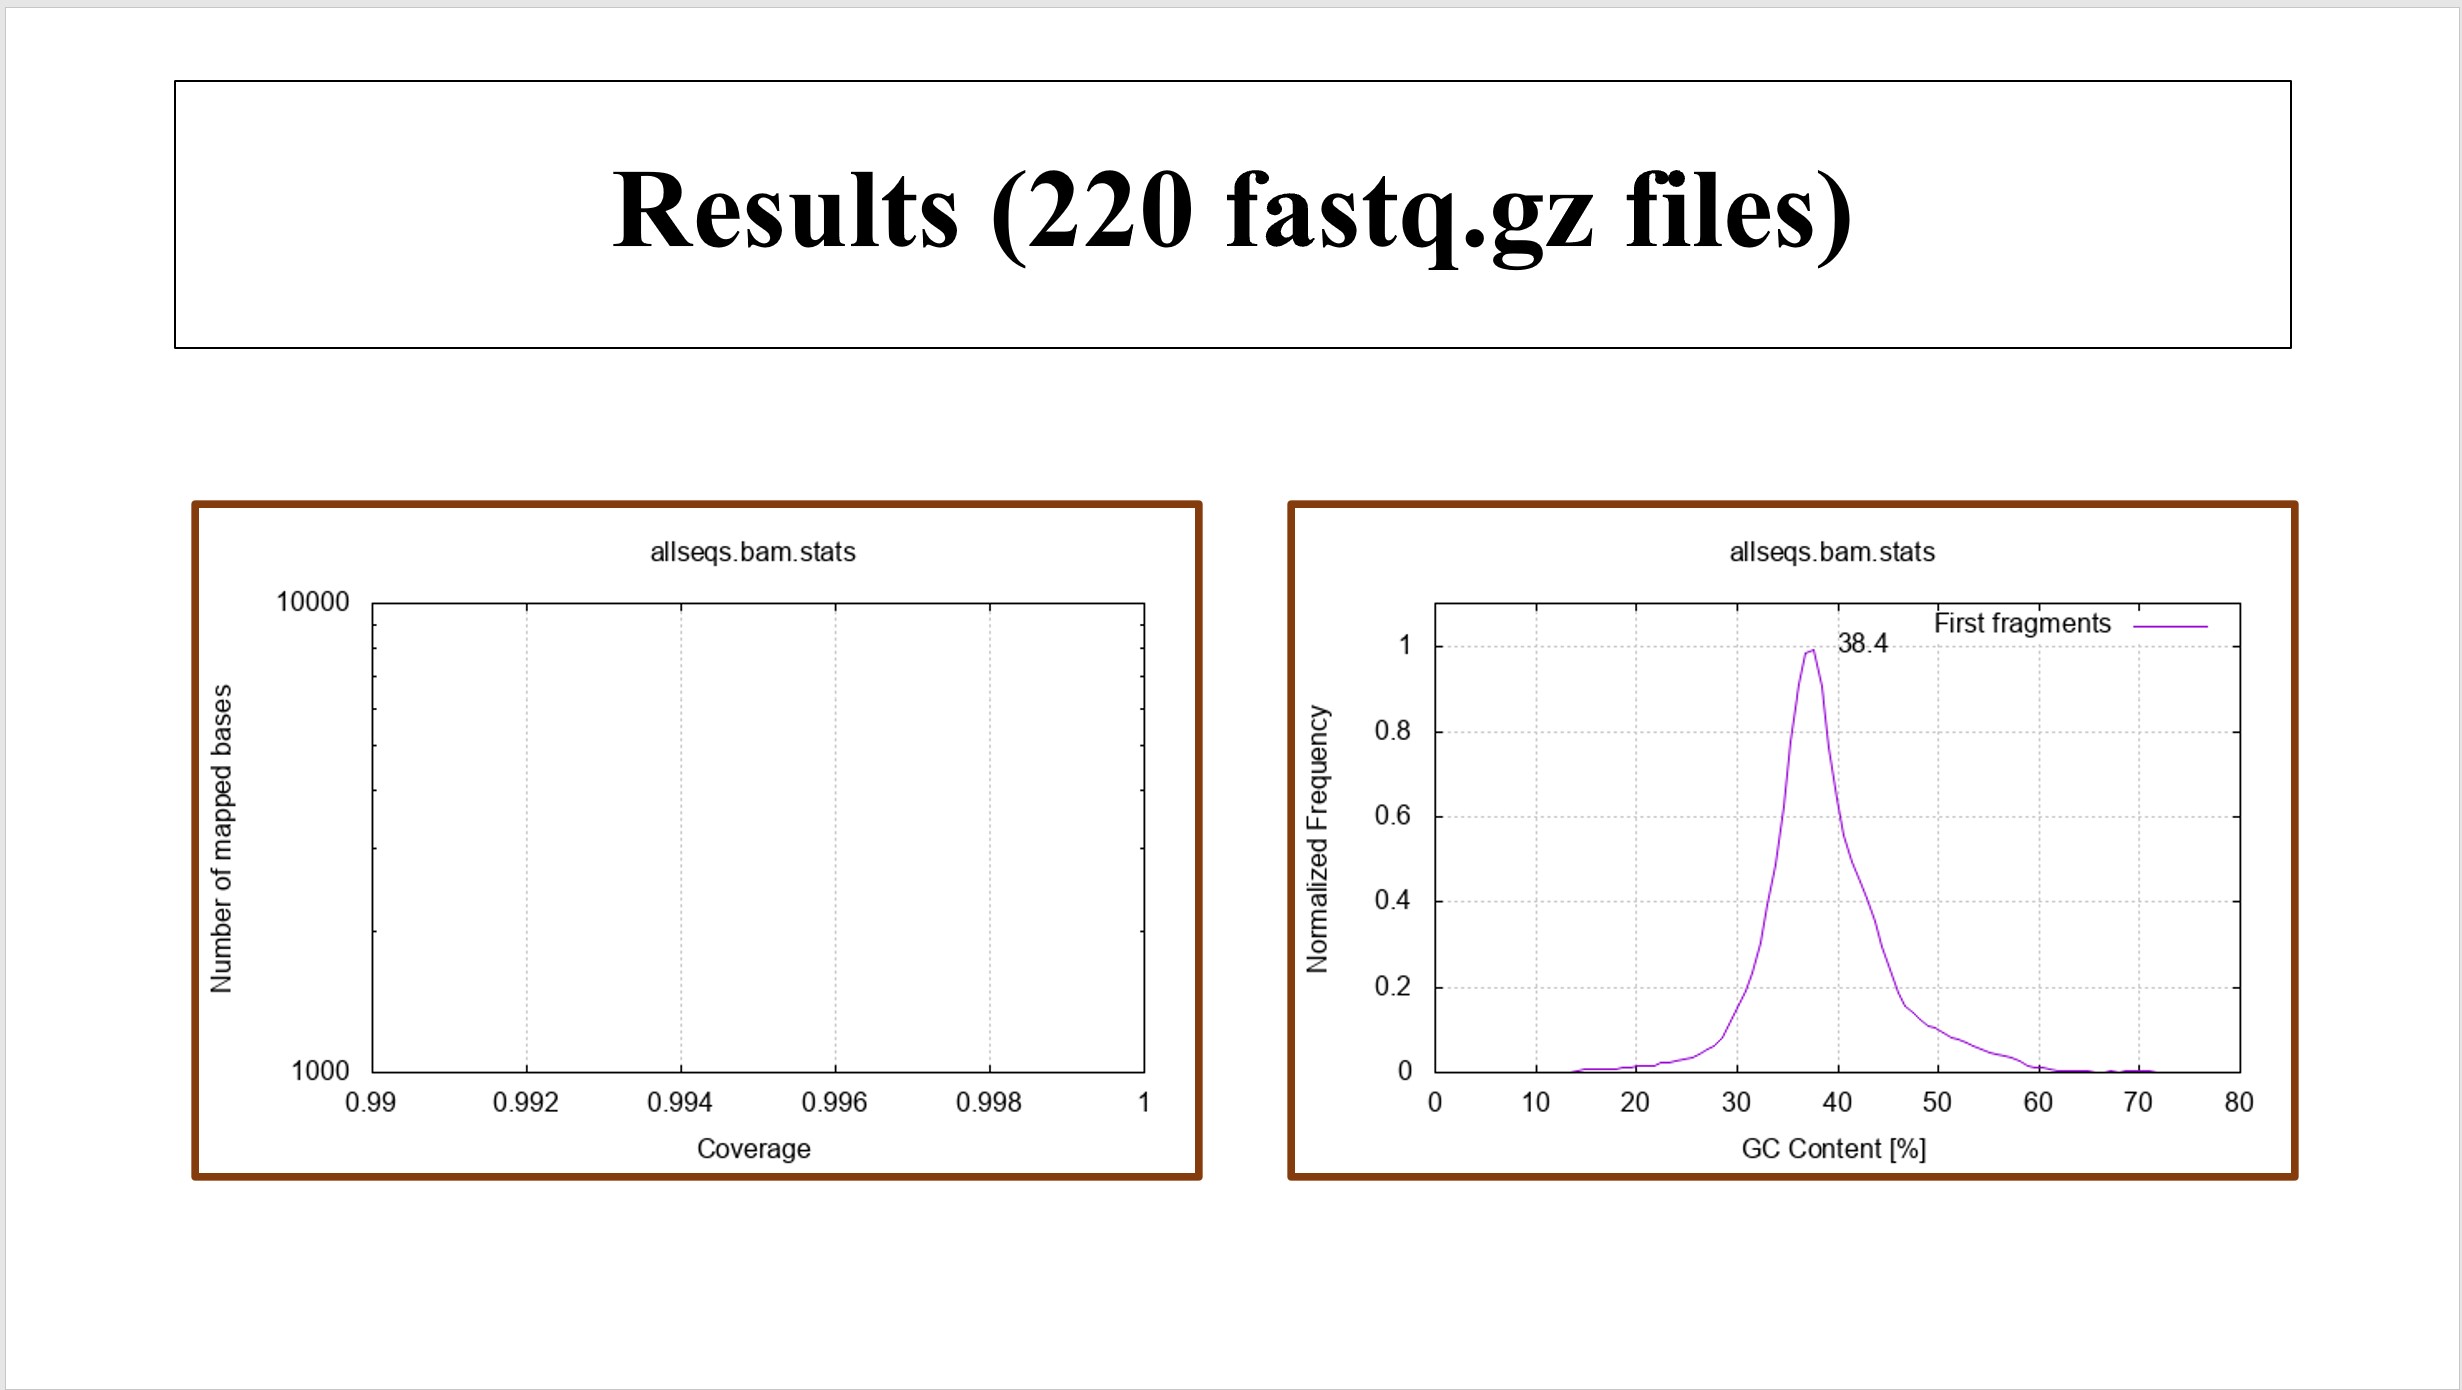 Results (220 fastq.gz files)
allseqs.bam.stats
10000
1000
Number of mapped bases
0.99 0.992 0.994 0.996 0.998 1
Coverage
allseqs.bam.stats
First fragments
38.4
1
0.8
0.6
0.4
0.2
0
Normalized Frequency
0 10 20 30 40 50 60 70 80
GC Content [%]